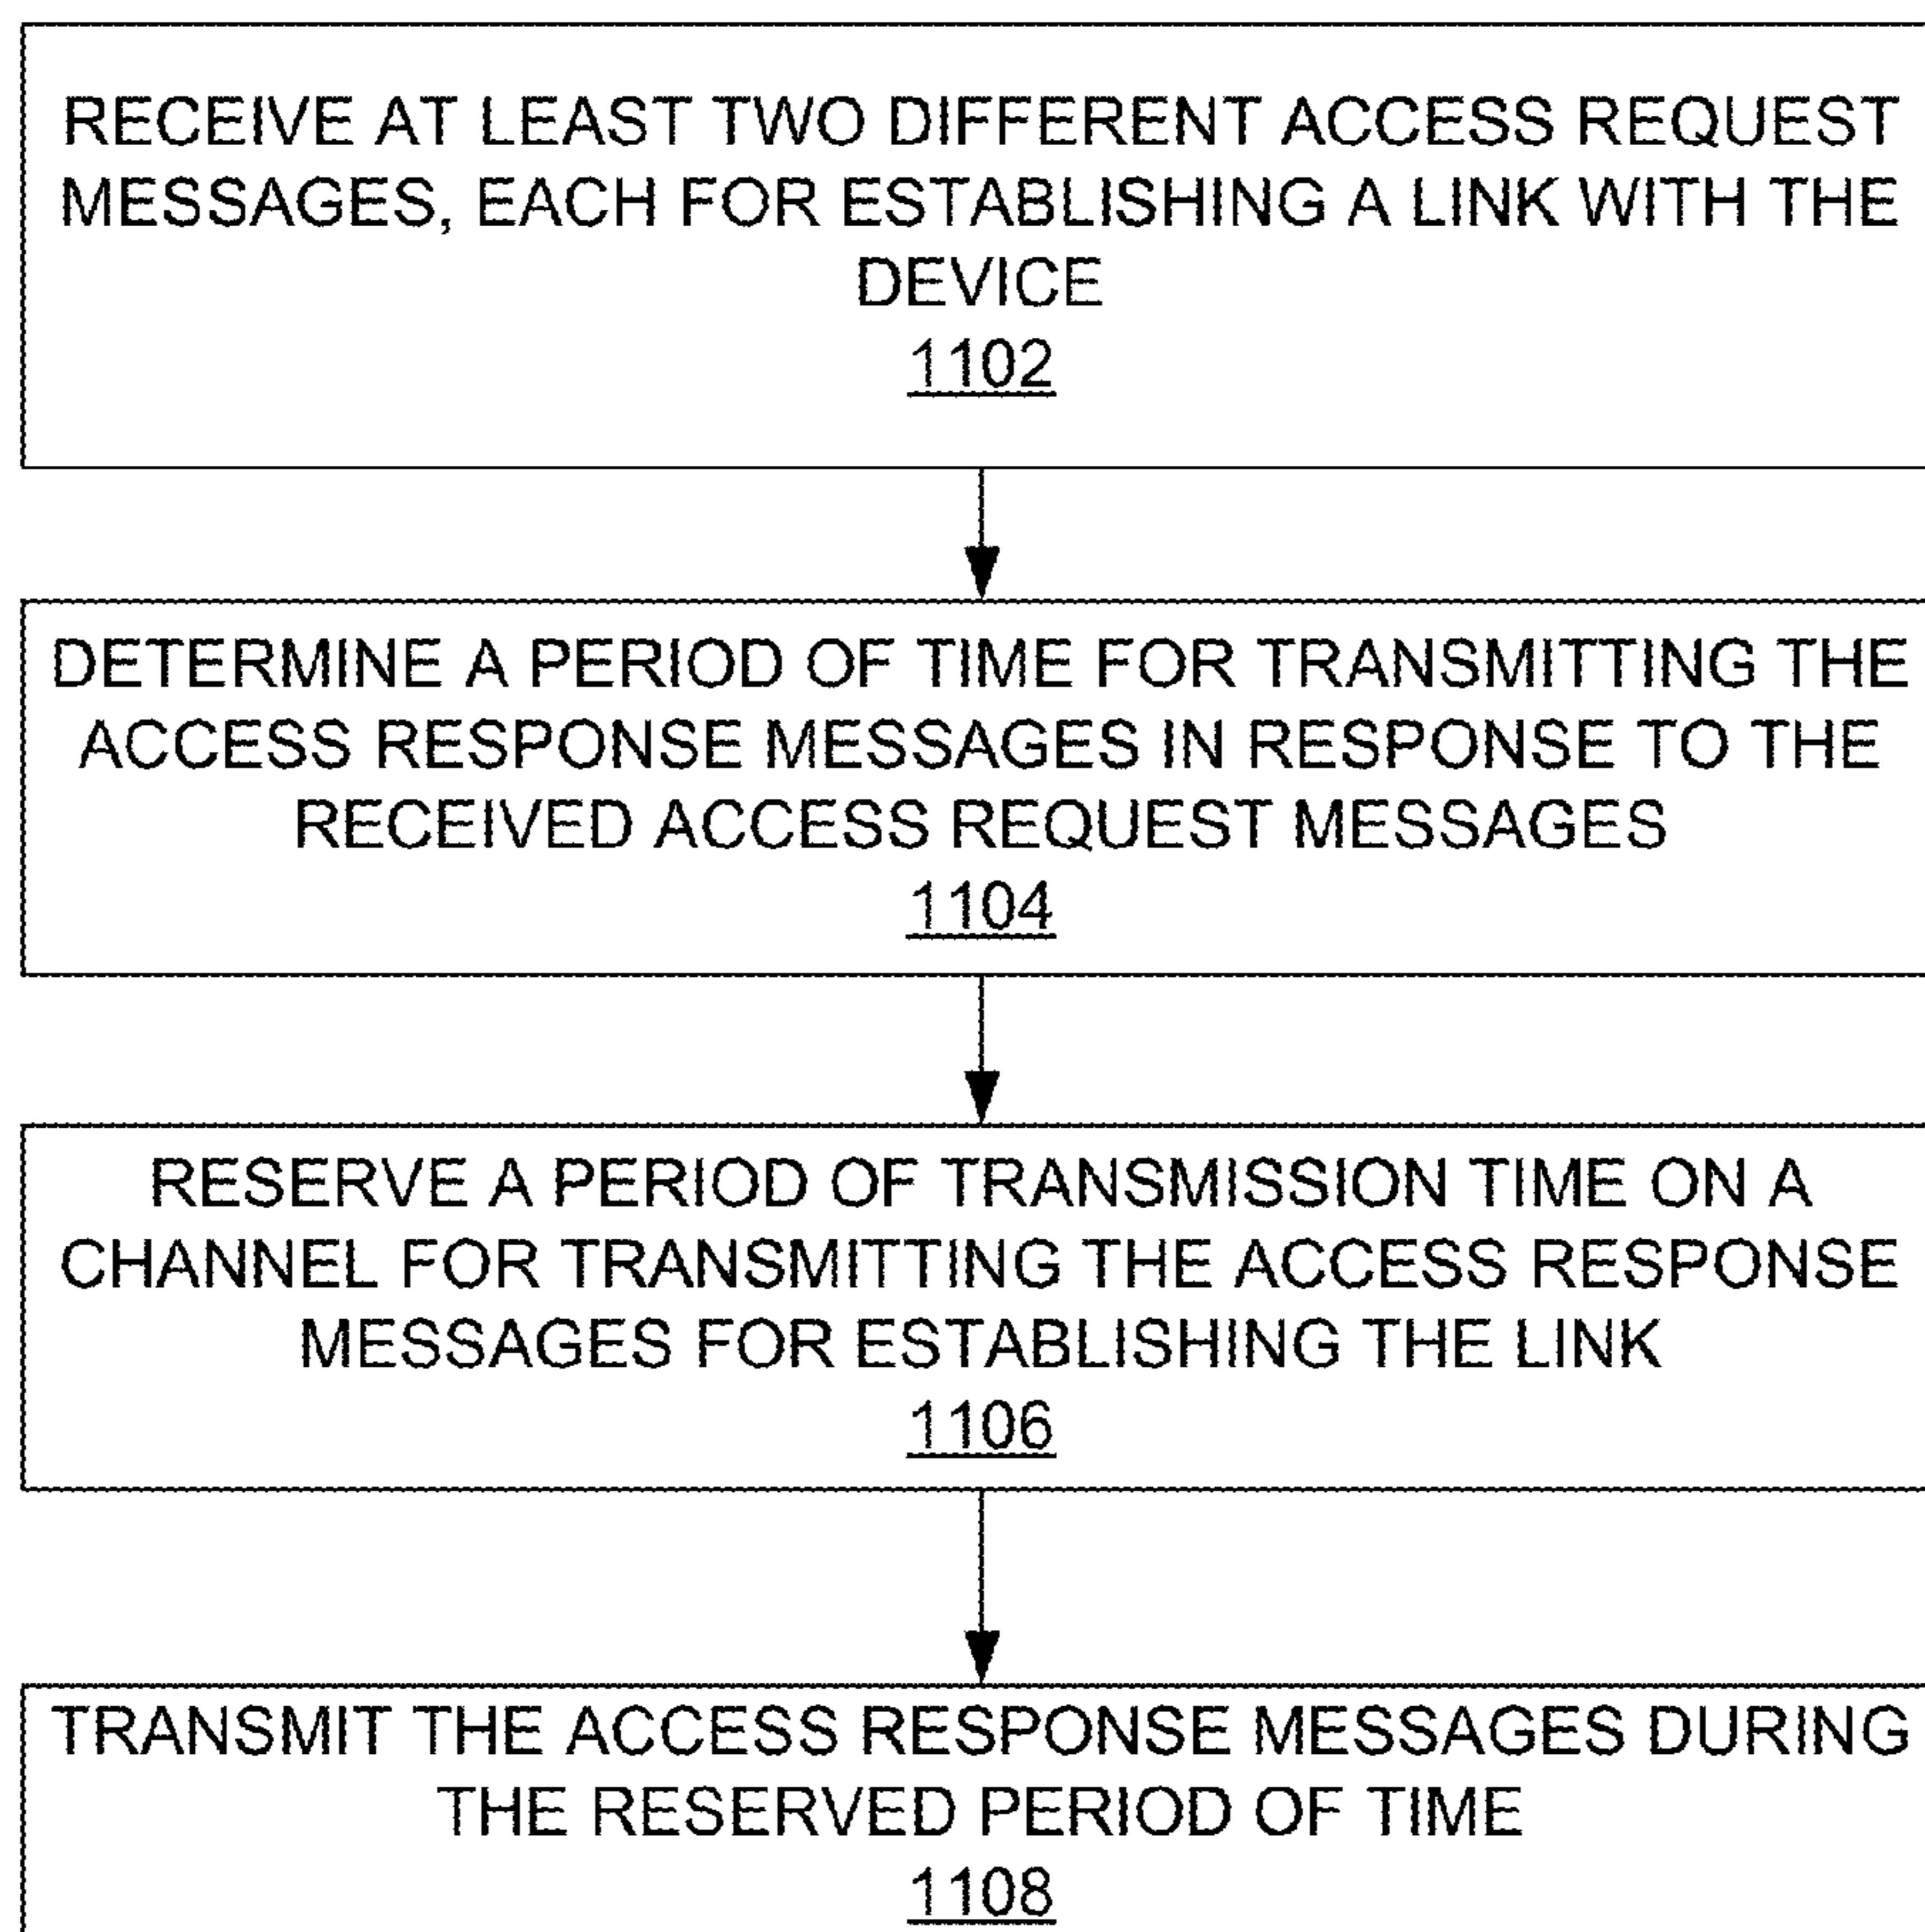 RECEIVE AT LEAST TWO DIFFERENT ACCESS REQUEST
MESSAGES, EACH FOR ESTABLISHING A LINK WITH THE
DEVICE
1102
DETERMINE A PERIOD OF TIME FOR TRANSMITTING THE
ACCESS RESPONSE MESSAGES IN RESPONSE TO THE
RECEIVED ACCESS REQUEST MESSAGES
1104
RESERVE A PERIOD OF TRANSMISSION TIME ON A
CHANNEL FOR TRANSMITTING THE ACCESS RESPONSE
MESSAGES FOR ESTABLISHING THE LINK
1106
TRANSMIT THE ACCESS RESPONSE MESSAGES DURING
THE RESERVED PERIOD OF TIME
1108